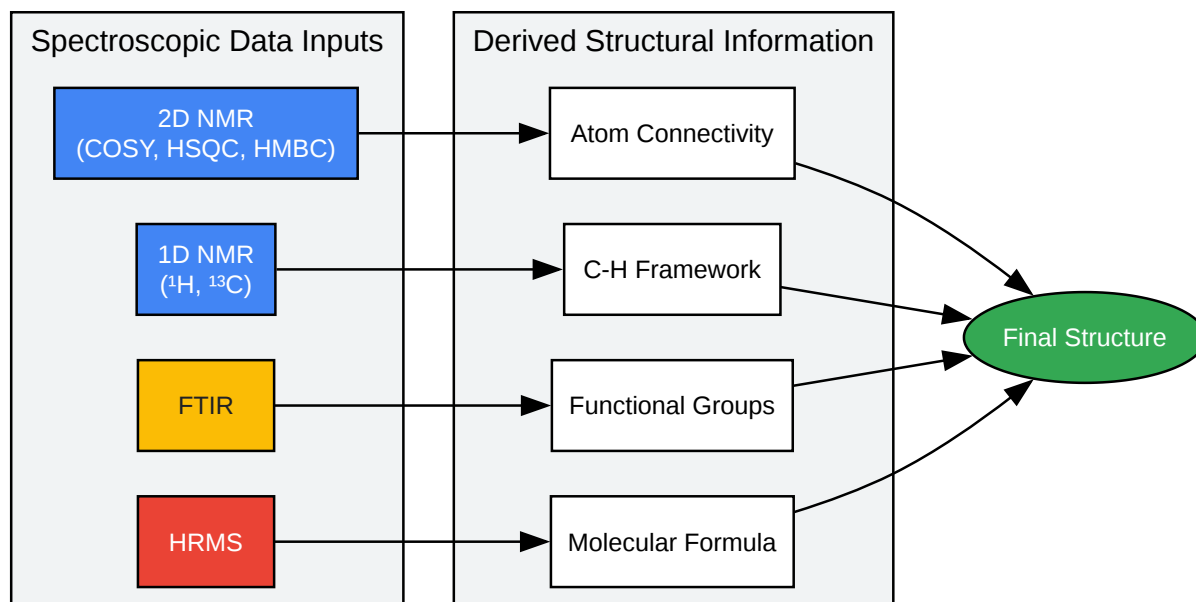 Spectroscopic Data Inputs
Derived Structural Information
2D NMR
(COSY, HSQC, HMBC)
Atom Connectivity
1D NMR
(¹H, ¹³C)
C-H Framework
Final Structure
FTIR
Functional Groups
HRMS
Molecular Formula